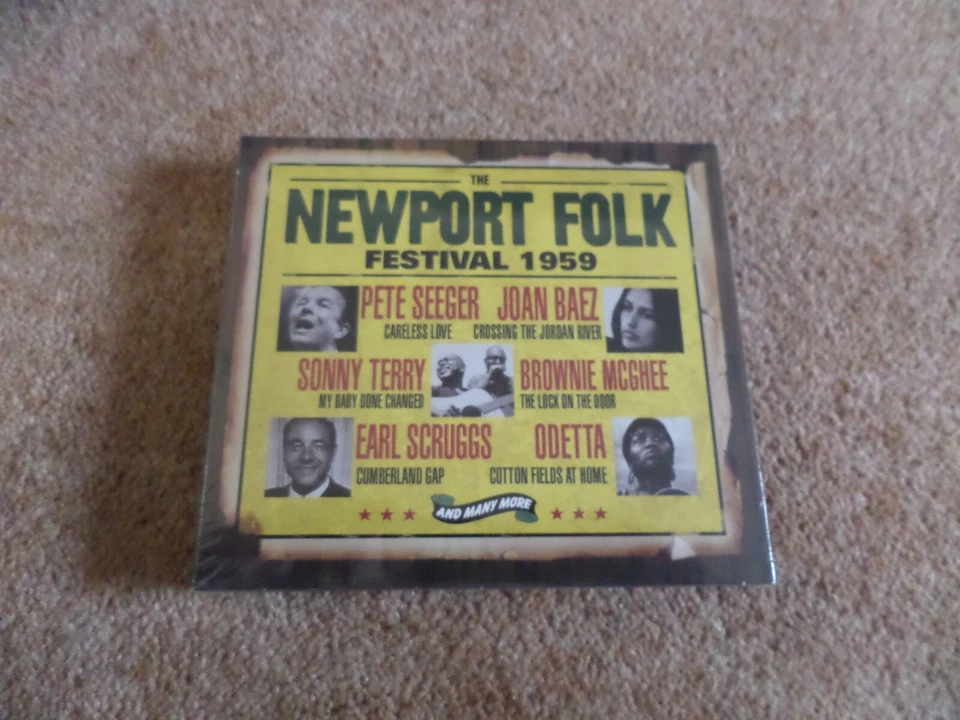 THE
NEWPORT FOLK
FESTIVAL 1959
PETE SEEGER JOAN BAEZ
CARELESS LOVE CROSSING THE JORDAN RIVER
SONNY TERRY BROWNIE MCGHEE
MY BABY DONE CHANGED THE LOCK ON THE DOOR
EARL SCRUGGS ODETTA
CUMBERLAND GAP COTTON FIELDS AT HOME
AND MANY MORE